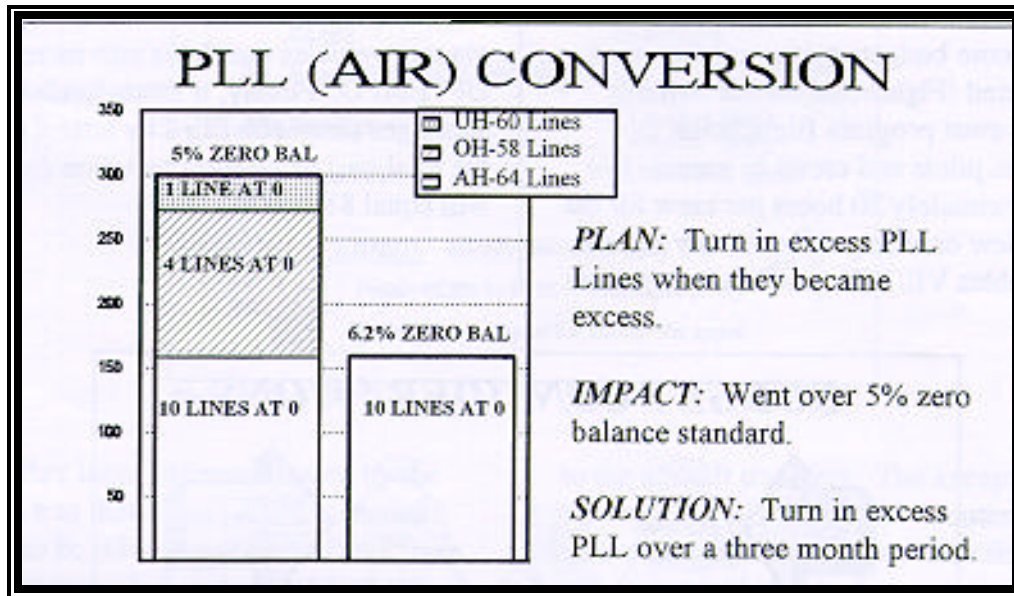 PLL (AIR) CONVERSION
350
300
250
200
150
100
50
UH-60 Lines
OH-58 Lines
AH-64 Lines
5% ZERO BAL
1 LINE AT 0
4 LINES AT 0
10 LINES AT 0
6.2% ZERO BAL
10 LINES AT 0
PLAN: Turn in excess PLL
Lines when they became
excess.
IMPACT: Went over 5% zero
balance standard.
SOLUTION: Turn in excess
PLL over a three month period.